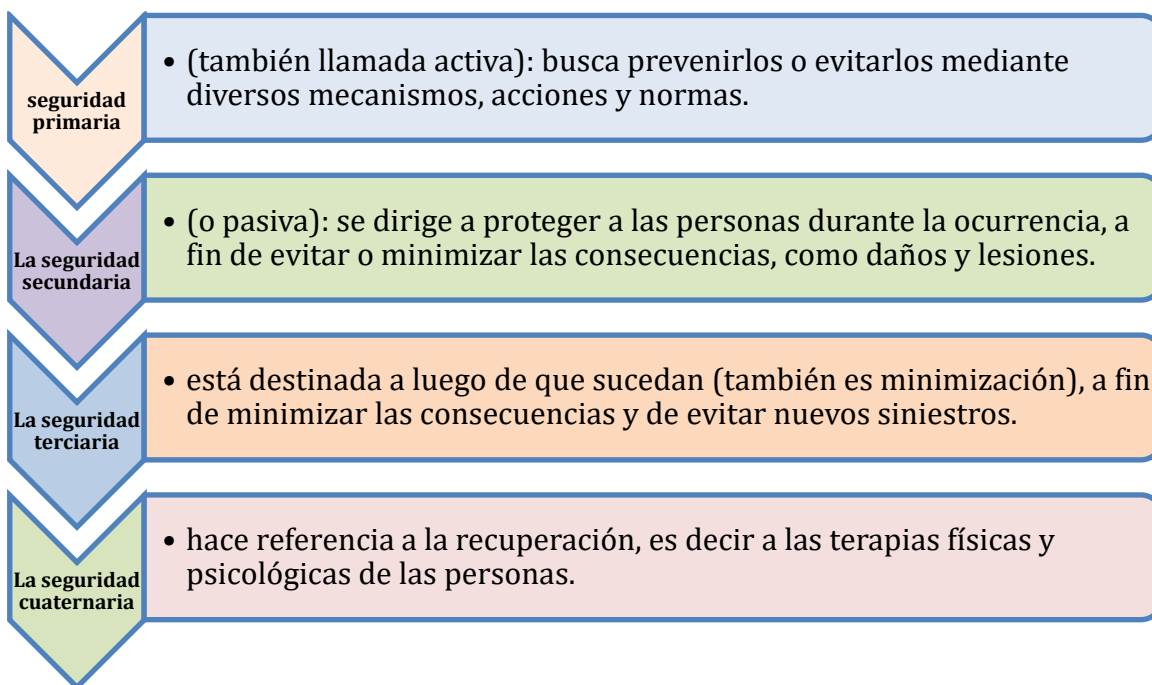 seguridad
primaria
• (también llamada activa): busca prevenirlos o evitarlos mediante
diversos mecanismos, acciones y normas.
La seguridad
secundaria
• (o pasiva): se dirige a proteger a las personas durante la ocurrencia, a
fin de evitar o minimizar las consecuencias, como daños y lesiones.
La seguridad
terciaria
• está destinada a luego de que sucedan (también es minimización), a fin
de minimizar las consecuencias y de evitar nuevos siniestros.
La seguridad
cuaternaria
• hace referencia a la recuperación, es decir a las terapias físicas y
psicológicas de las personas.